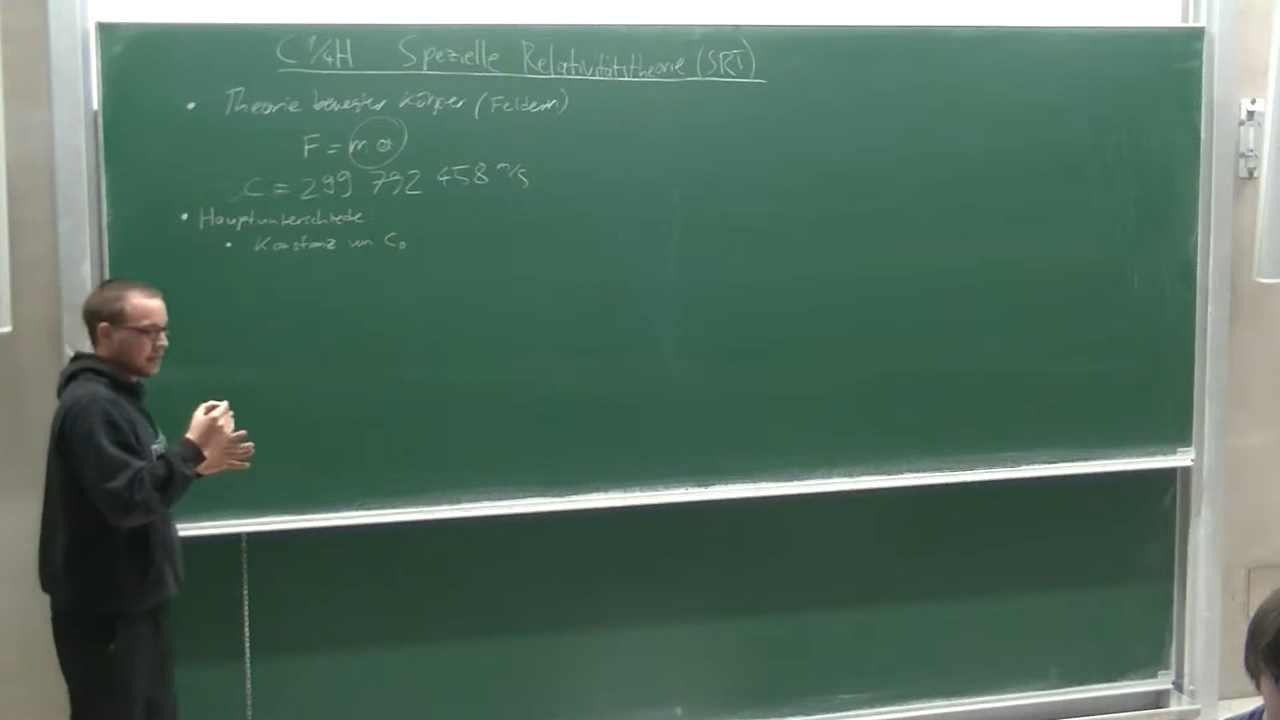 C¼H Spezielle Relativitätstheorie (SRT)
• Theorie bewegter Körper (Feldern)
F = m a
C = 299 792 458 m/s
• Hauptunterschiede:
• Konstanz von C₀